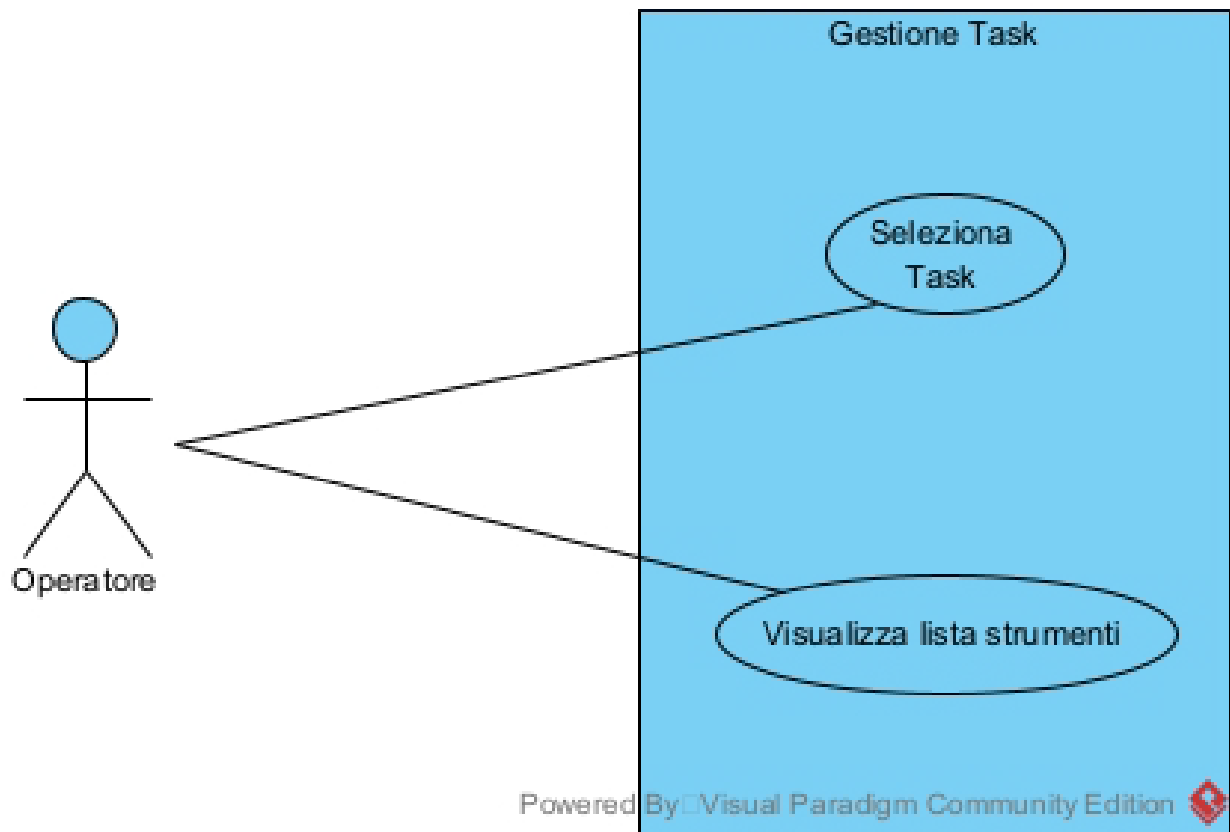 Gestione Task
Seleziona
Task
Operatore
Visualizza lista strumenti
Powered By Visual Paradigm Community Edition